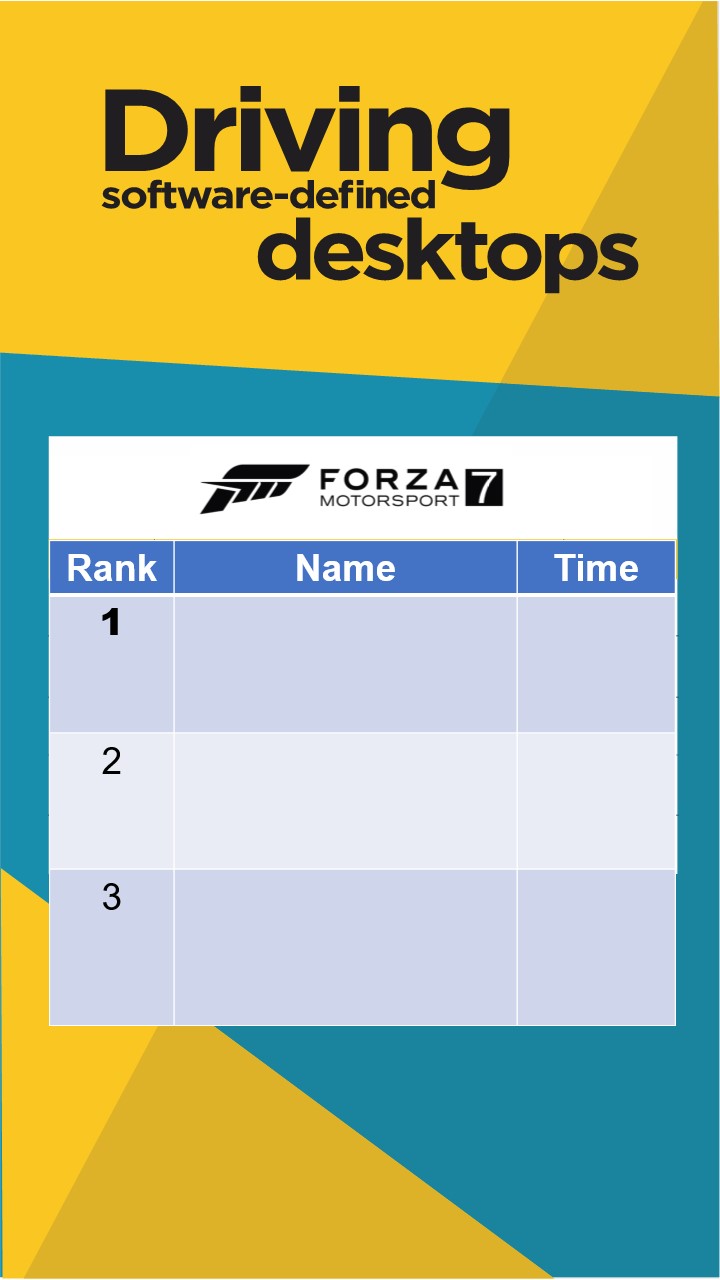 Driving
software-defined
desktops
FORZA
MOTORSPORT 7
Rank Name Time
1
2
3